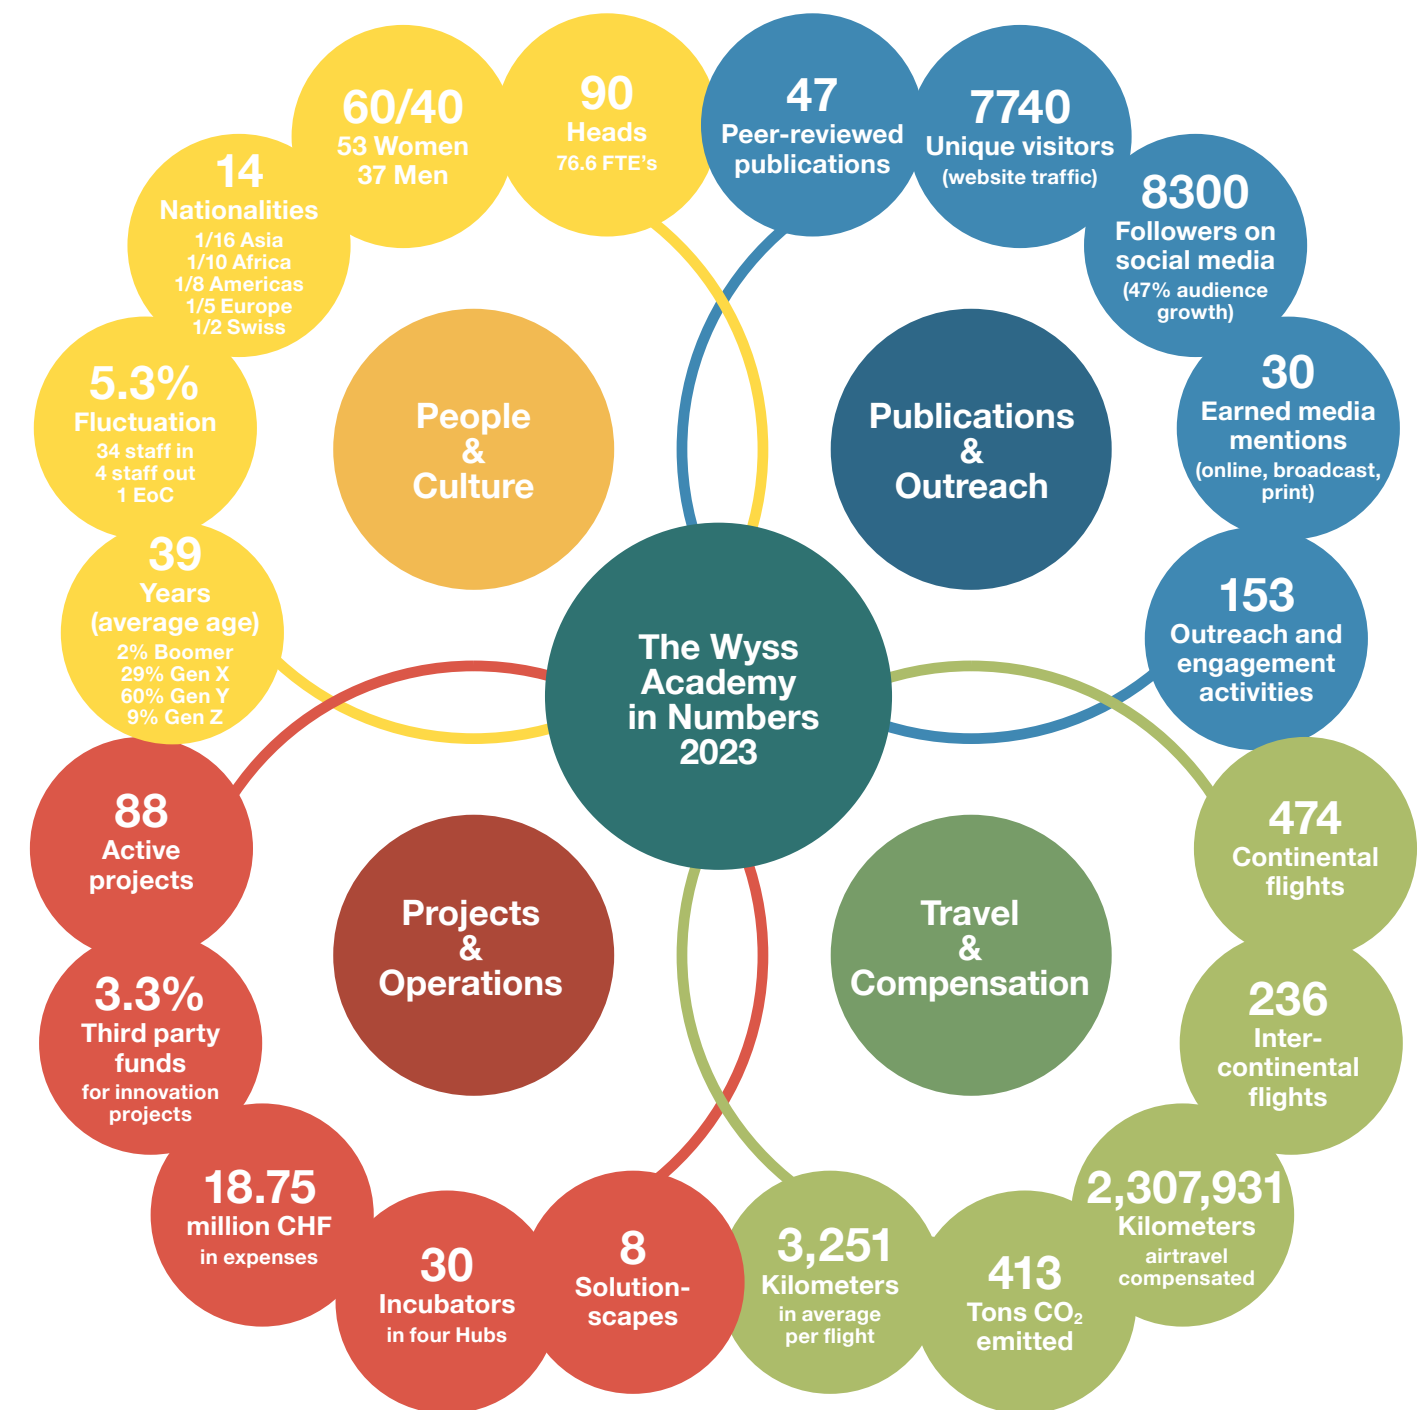 The Wyss
Academy
in Numbers
2023
People
&
Culture
90
Heads
76.6 FTE's
60/40
53 Women
37 Men
14
Nationalities
1/16 Asia
1/10 Africa
1/8 Americas
1/5 Europe
1/2 Swiss
5.3%
Fluctuation
34 staff in
4 staff out
1 EoC
39
Years
(average age)
2% Boomer
29% Gen X
60% Gen Y
9% Gen Z
Publications
&
Outreach
47
Peer-reviewed
publications
7740
Unique visitors
(website traffic)
8300
Followers on
social media
(47% audience
growth)
30
Earned media
mentions
(online, broadcast,
print)
153
Outreach and
engagement
activities
Projects
&
Operations
88
Active
projects
3.3%
Third party
funds
for innovation
projects
18.75
million CHF
in expenses
30
Incubators
in four Hubs
8
Solution-
scapes
Travel
&
Compensation
474
Continental
flights
236
Inter-
continental
flights
2,307,931
Kilometers
airtravel
compensated
413
Tons CO₂
emitted
3,251
Kilometers
in average
per flight